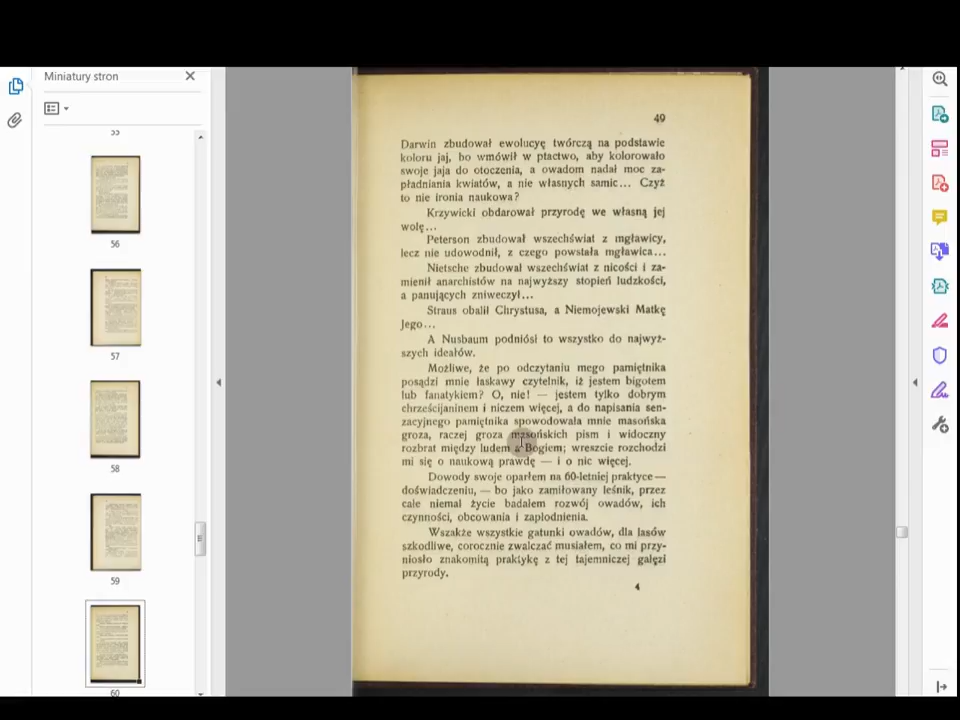 Miniatury stron
55
56
57
58
59
60
49
Darwin zbudował ewolucyę twórczą na podstawie
koloru jaj, bo wmówił w ptactwo, aby kolorowało
swoje jaja do otoczenia, a owadom nadał moc za-
pładniania kwiatów, a nie własnych samic... Czyż
to nie ironia naukowa?
Krzywicki obdarował przyrodę we własną jej
wolę...
Peterson zbudował wszechświat z mgławicy,
lecz nie udowodnił, z czego powstała mgławica...
Nietsche zbudował wszechświat z nicości i za-
mienił anarchistów na najwyższy stopień ludzkości,
a panujących zniweczył...
Straus obalił Chrystusa, a Niemojewski Matkę
Jego...
A Nusbaum podniósł to wszystko do najwyż-
szych ideałów.
Możliwe, że po odczytaniu mego pamiętnika
posądzi mnie łaskawy czytelnik, iż jestem bigotem
lub fanatykiem? O, nie! — jestem tylko dobrym
chrześcijaninem i niczem więcej, a do napisania sen-
zacyjnego pamiętnika spowodowała mnie masońska
groza, raczej groza masońskich pism i widoczny
rozbrat między ludem a Bogiem; wreszcie rozchodzi
mi się o naukową prawdę — i o nic więcej.
Dowody swoje oparłem na 60-letniej praktyce —
doświadczeniu, — bo jako zamiłowany leśnik, przez
całe niemal życie badałem rozwój owadów, ich
czynności, obcowania i zapłodnienia.
Wszakże wszystkie gatunki owadów, dla lasów
szkodliwe, corocznie zwalczać musiałem, co mi przy-
niosło znakomitą praktykę z tej tajemniczej gałęzi
przyrody.
4